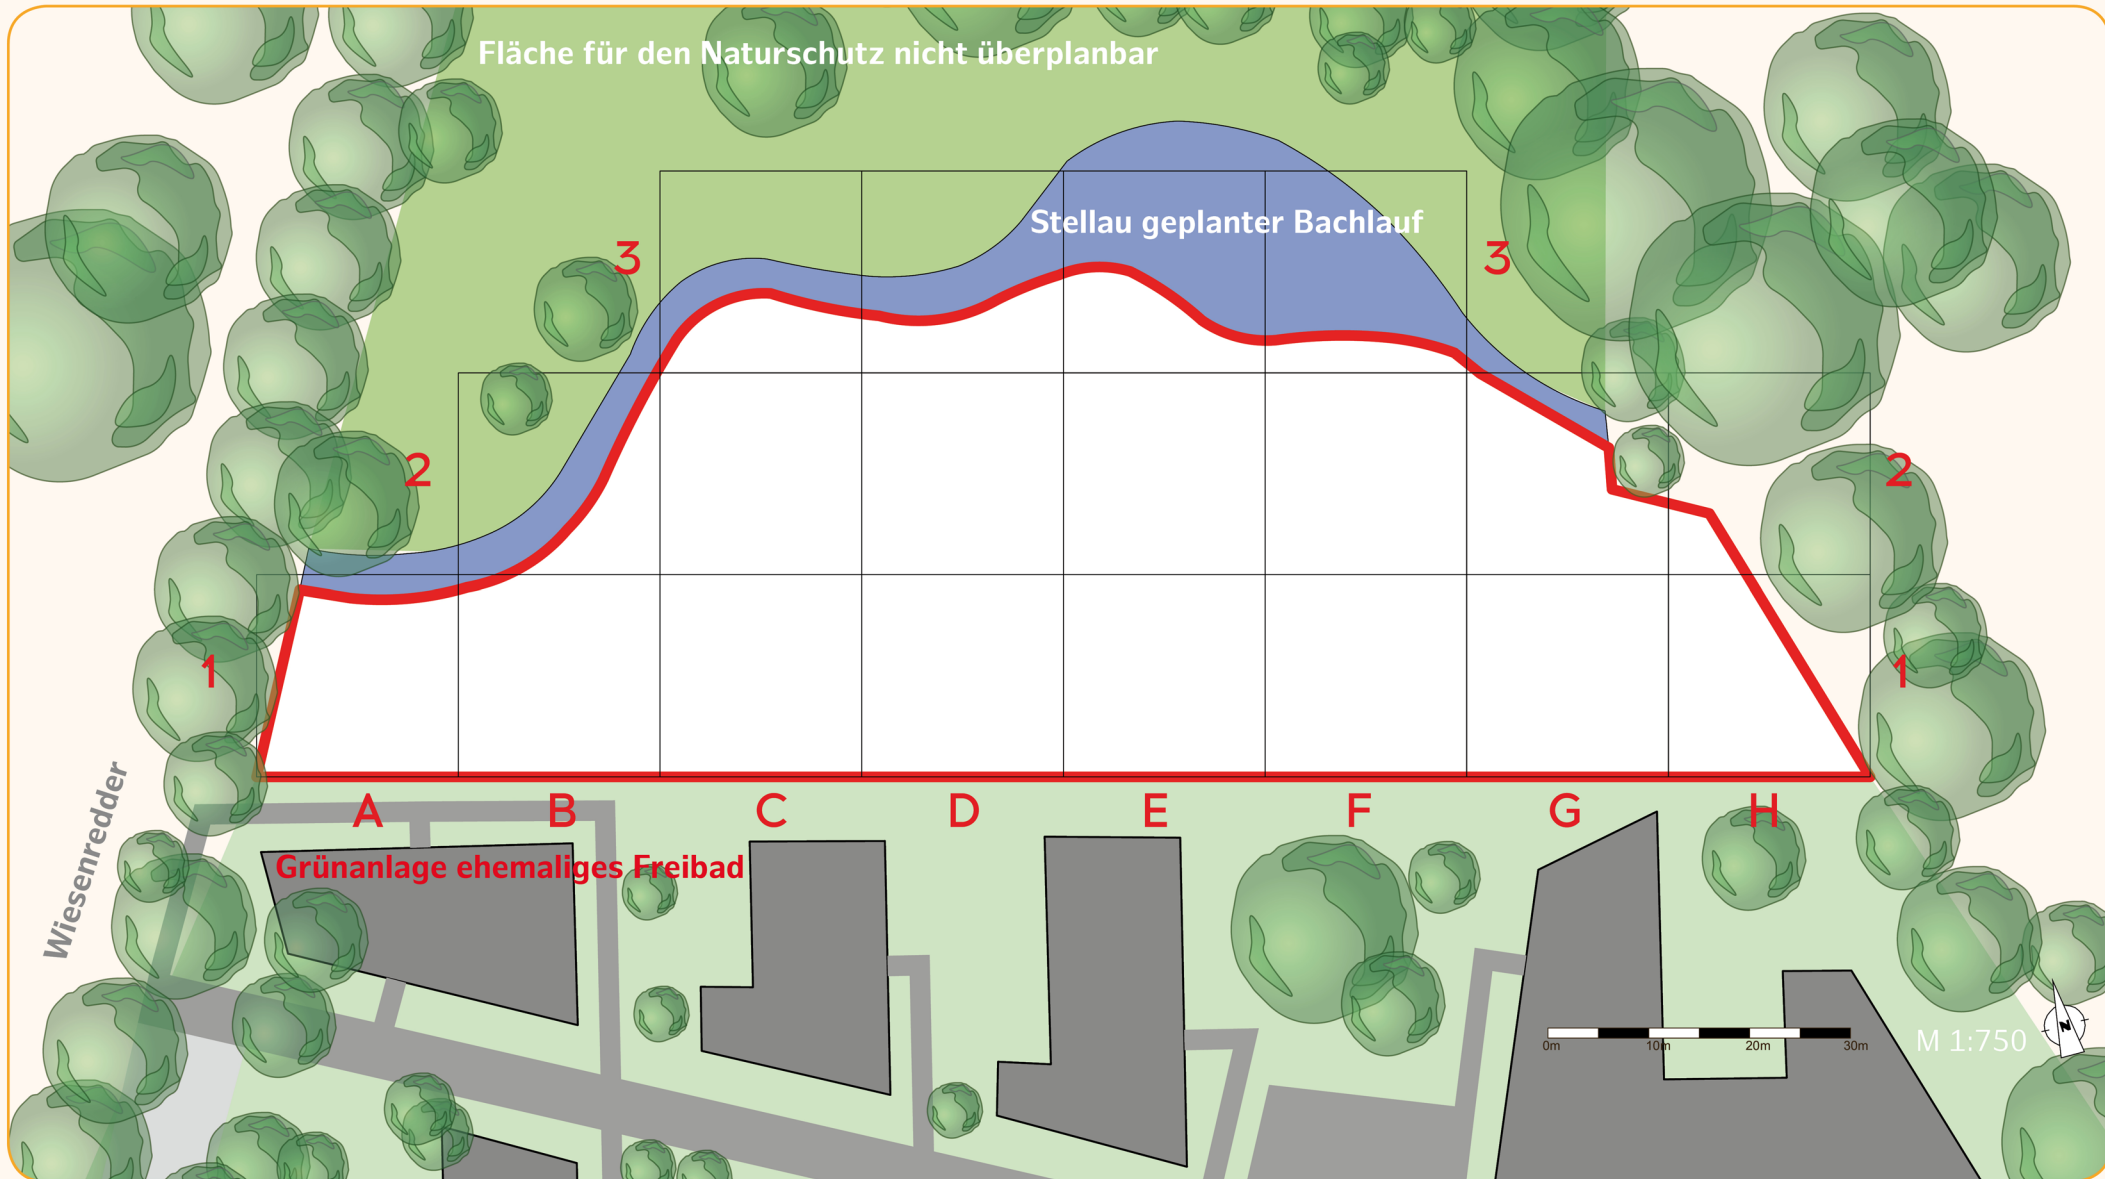 Fläche für den Naturschutz nicht überplanbar
Stellau geplanter Bachlauf
3
3
2
2
1
1
Wiesenredder
A B C D E F G H
Grünanlage ehemaliges Freibad
0m 10m 20m 30m
M 1:750
N